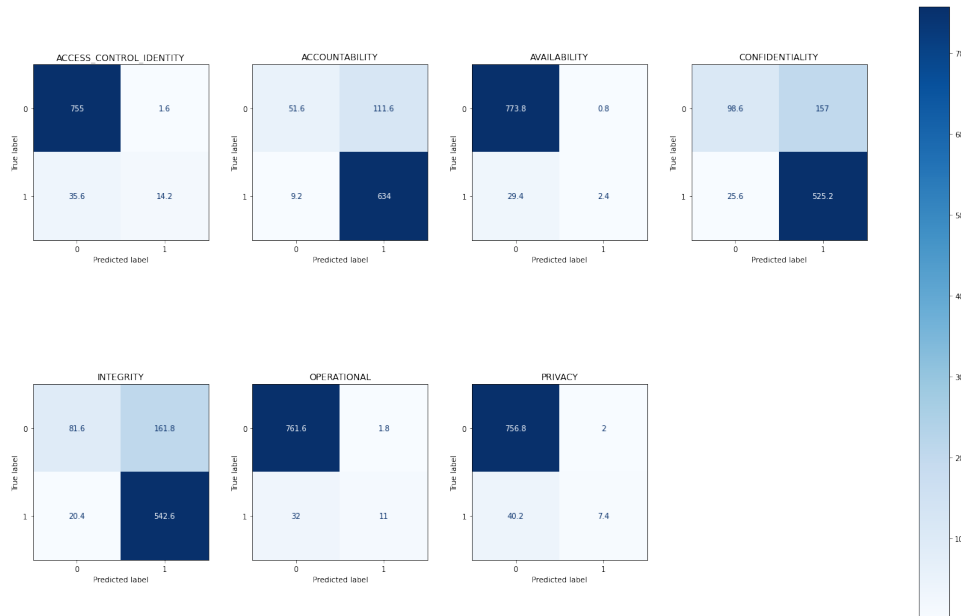 ACCESS_CONTROL_IDENTITY
True label
0
1
755
1.6
35.6
14.2
0
1
Predicted label
ACCOUNTABILITY
True label
0
1
51.6
111.6
9.2
634
0
1
Predicted label
AVAILABILITY
True label
0
1
773.8
0.8
29.4
2.4
0
1
Predicted label
CONFIDENTIALITY
True label
0
1
98.6
157
25.6
525.2
0
1
Predicted label
INTEGRITY
True label
0
1
81.6
161.8
20.4
542.6
0
1
Predicted label
OPERATIONAL
True label
0
1
761.6
1.8
32
11
0
1
Predicted label
PRIVACY
True label
0
1
756.8
2
40.2
7.4
0
1
Predicted label